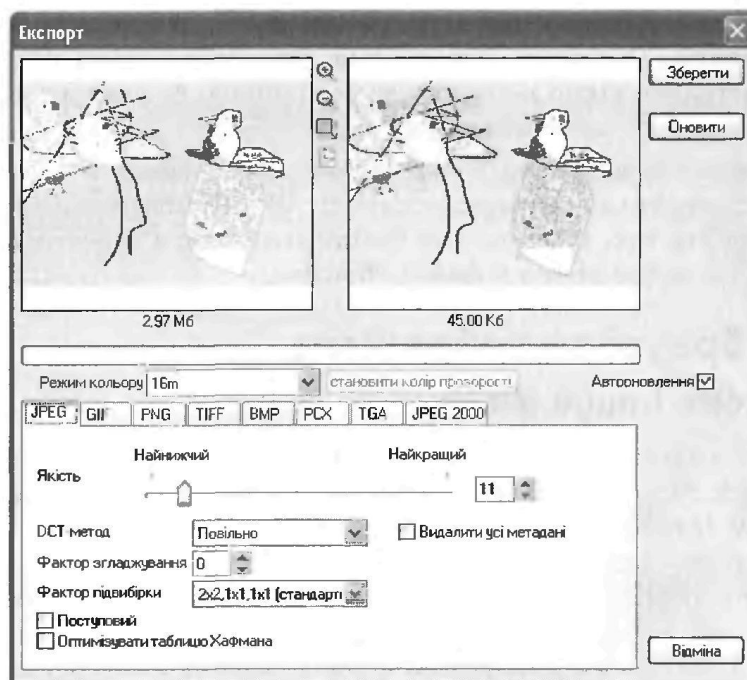 Експорт
Зберегти
Оновити
2.97 Мб
45.00 Кб
Режим кольору 16m
становити колір прозорості
Автооновлення
JPEG GIF PNG TIFF BMP PCX TGA JPEG 2000
Найнижчий Найкращий
Якість
11
DCT-метод Повільно
Видалити усі метадані
Фактор згладжування 0
Фактор підвибірки 2x2,1x1,1x1 (стандартн
Поступовий
Оптимізувати таблицю Хафмана
Відміна